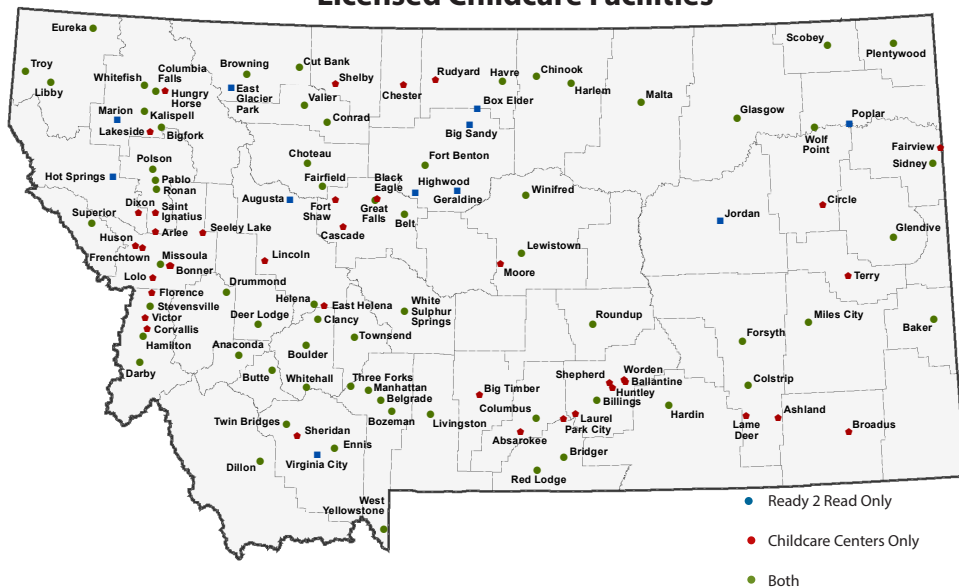 Licensed Childcare Facilities
Eureka
Scobey
Plentywood
Troy
Libby
Whitefish
Columbia
Falls
Hungry
Horse
Browning
Cut Bank
Shelby
Rudyard
Havre
Chinook
Harlem
Malta
Chester
East
Glacier
Park
Valier
Conrad
Box Elder
Big Sandy
Glasgow
Poplar
Wolf
Point
Fairview
Sidney
Marion
Kalispell
Lakeside
Bigfork
Polson
Pablo
Ronan
Hot Springs
Choteau
Fairfield
Fort Benton
Black
Eagle
Highwood
Geraldine
Winifred
Augusta
Fort
Shaw
Great
Falls
Belt
Cascade
Jordan
Circle
Glendive
Superior
Dixon
Saint
Ignatius
Arlee
Seeley Lake
Huson
Frenchtown
Missoula
Bonner
Lolo
Lincoln
Lewistown
Moore
Terry
Florence
Stevensville
Victor
Corvallis
Hamilton
Darby
Drummond
Deer Lodge
Anaconda
Helena
East Helena
Clancy
White
Sulphur
Springs
Townsend
Boulder
Roundup
Miles City
Baker
Forsyth
Butte
Whitehall
Three Forks
Manhattan
Belgrade
Bozeman
Livingston
Big Timber
Columbus
Absarokee
Shepherd
Worden
Ballantine
Huntley
Billings
Laurel
Park City
Hardin
Colstrip
Lame
Deer
Ashland
Broadus
Twin Bridges
Sheridan
Ennis
Virginia City
Dillon
Bridger
Red Lodge
West
Yellowstone
Ready 2 Read Only
Childcare Centers Only
Both